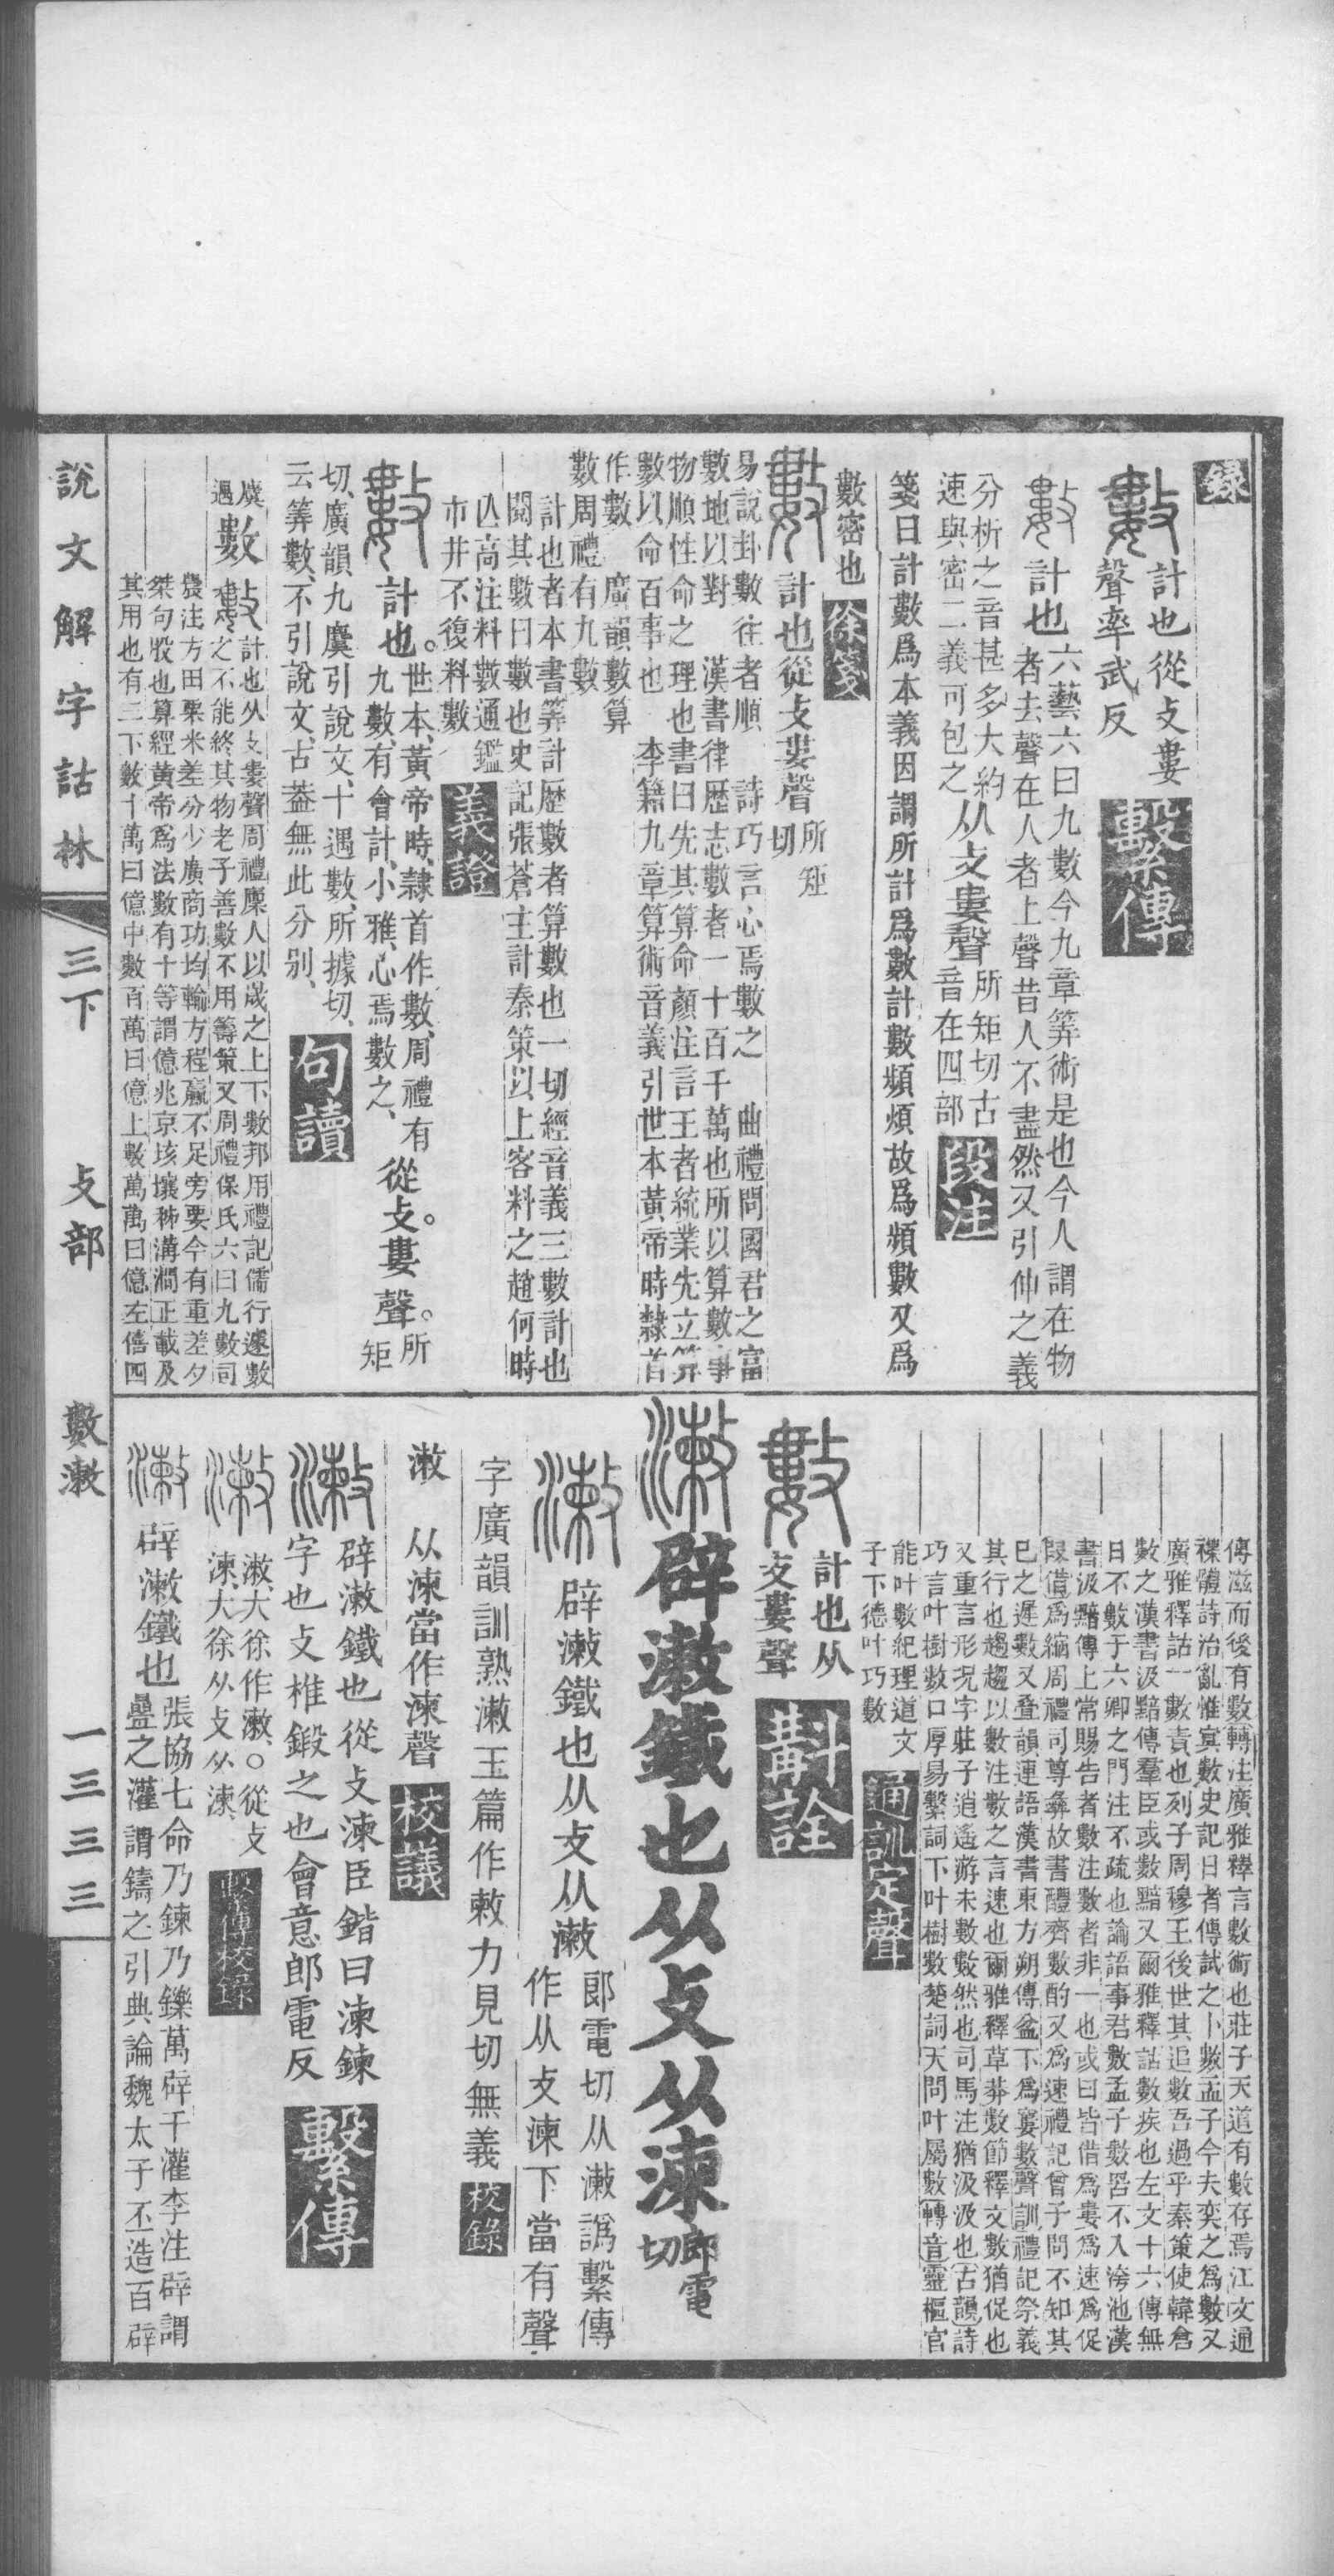 錄
數計也從攴婁
聲率武反繫傳
數計也六藝六曰九數今九章筭術是也今人謂在物
者去聲在人者上聲昔人不盡然又引伸之義
分析之音甚多大約
速與密二義可包之从攴婁聲所矩切古
音在四部段注
箋曰計數爲本義因謂所計爲數計數頻煩故爲頻數又爲
數密也徐箋
數計也從攴婁聲所矩
切
易說卦數往者順　詩巧言心焉數之　曲禮問國君之富
數地以對　漢書律歷志數者一十百千萬也所以算數事
物順性命之理也書曰先其算命顏注言王者統業先立算
數以命百事也　李籍九章算術音義引世本黃帝時隸首
作數　廣韻數算
數周禮有九數
計也者本書筭計歷數者算數也一切經音義三數計也
閱其數曰數也史記張蒼主計秦策以上客料之趙何時
亾高注料數通鑑
市井不復料數義證
數計也。世本、黃帝時、隸首作數、周禮有
九數、有會計、小雅、心焉數之、從攴。婁聲。所
矩
切、廣韻、九麌引說文、十遇數、所據切、
云筭數、不引說文、古蓋無此分別、句讀
麌
遇數計也从攴婁聲周禮廩人以歲之上下數邦用禮記儒行遽數
之不能終其物老子善數不用籌策又周禮保氏六曰九數司
農注方田粟米差分少廣商功均輸方程贏不足旁要今有重差夕
桀句股也算經黃帝爲法數有十等謂億兆京垓壤秭溝澗正載及
其用也有三下數十萬曰億中數百萬曰億上數萬萬曰億左僖四
傳滋而後有數轉注廣雅釋言數術也莊子天道有數存焉江文通
襍體詩治亂惟冥數史記日者傳試之卜數孟子今夫奕之爲數又
廣雅釋詁一數責也列子周穆王後世其追數吾過乎秦策使韓倉
數之漢書汲黯傳羣臣或數黯又爾雅釋詁數疾也左文十六傳無
日不數于六卿之門注不疏也論語事君數孟子數罟不入洿池漢
書汲黯傳上常賜告者數注數者非一也或曰皆借爲婁爲速爲促
叚借爲縮周禮司尊彝故書醴齊數酌又爲速禮記曾子問不知其
巳之遲數又叠韻連語漢書東方朔傳盆下爲窶數聲訓禮記祭義
其行也趨趨以數注數之言速也爾雅釋草莽數節釋文數猶促也
又重言形況字莊子逍遙游未數數然也司馬注猶汲汲也古韻詩
巧言叶樹數口厚易繫詞下叶樹數楚詞天問叶屬數轉音靈樞官
能叶數紀理道文
子下德叶巧數通訓定聲
數計也从
攴婁聲斠詮
漱辟漱鐵也从攴从湅郎電
切
漱辟漱鐵也从攴从漱郎電切从漱譌繫傳
作从攴湅下當有聲
字廣韻訓熟漱玉篇作敕力見切無義校錄
漱　从湅當作湅聲校議
漱辟漱鐵也從攴湅臣鍇曰湅鍊
字也攴椎鍛之也會意郎電反繫傳
漱漱、大徐作漱、○從攴
湅、大徐从攴从湅、繫傳校錄
漱辟漱鐵也張協七命乃鍊乃鑠萬辟千灌李注辟謂
疊之灌謂鑄之引典論魏太子丕造百辟
說文解字詁林　三下　攴部　數漱　一三三三